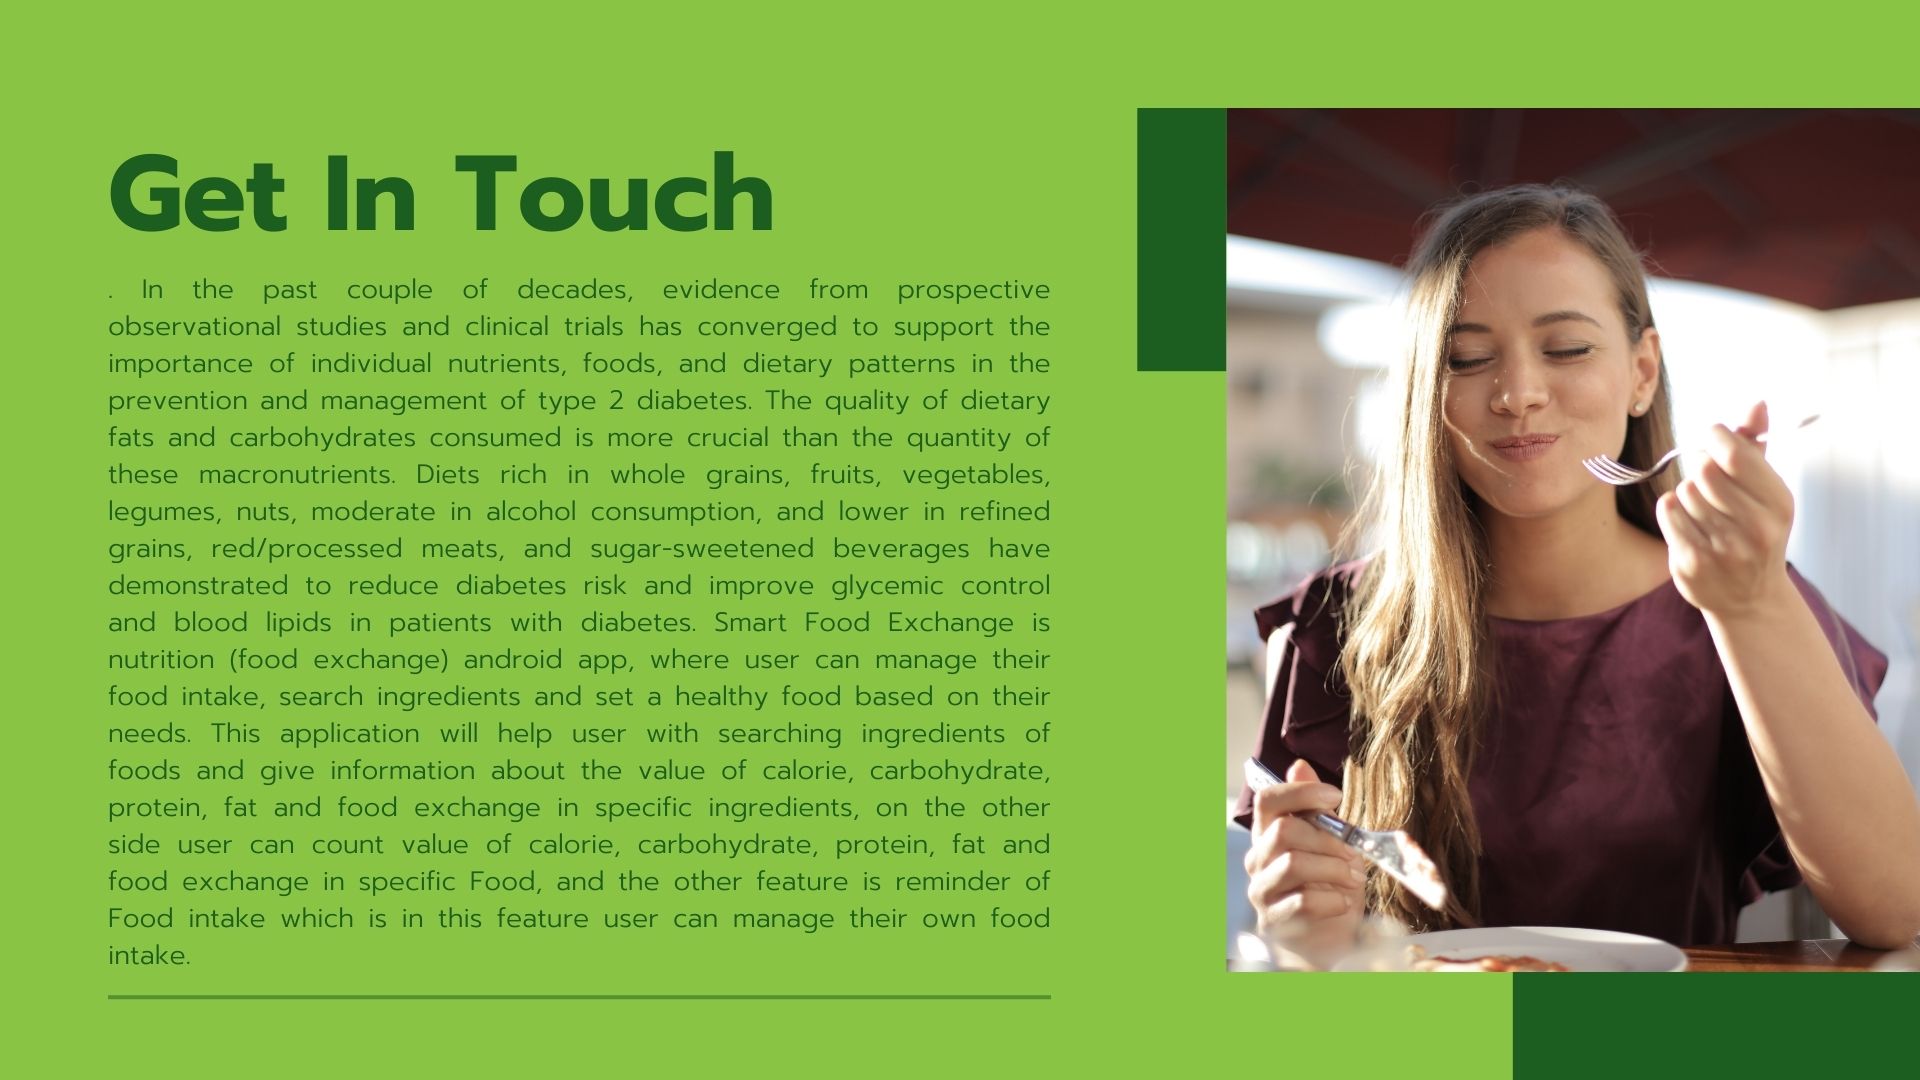 Get In Touch
. In the past couple of decades, evidence from prospective
observational studies and clinical trials has converged to support the
importance of individual nutrients, foods, and dietary patterns in the
prevention and management of type 2 diabetes. The quality of dietary
fats and carbohydrates consumed is more crucial than the quantity of
these macronutrients. Diets rich in whole grains, fruits, vegetables,
legumes, nuts, moderate in alcohol consumption, and lower in refined
grains, red/processed meats, and sugar-sweetened beverages have
demonstrated to reduce diabetes risk and improve glycemic control
and blood lipids in patients with diabetes. Smart Food Exchange is
nutrition (food exchange) android app, where user can manage their
food intake, search ingredients and set a healthy food based on their
needs. This application will help user with searching ingredients of
foods and give information about the value of calorie, carbohydrate,
protein, fat and food exchange in specific ingredients, on the other
side user can count value of calorie, carbohydrate, protein, fat and
food exchange in specific Food, and the other feature is reminder of
Food intake which is in this feature user can manage their own food
intake.